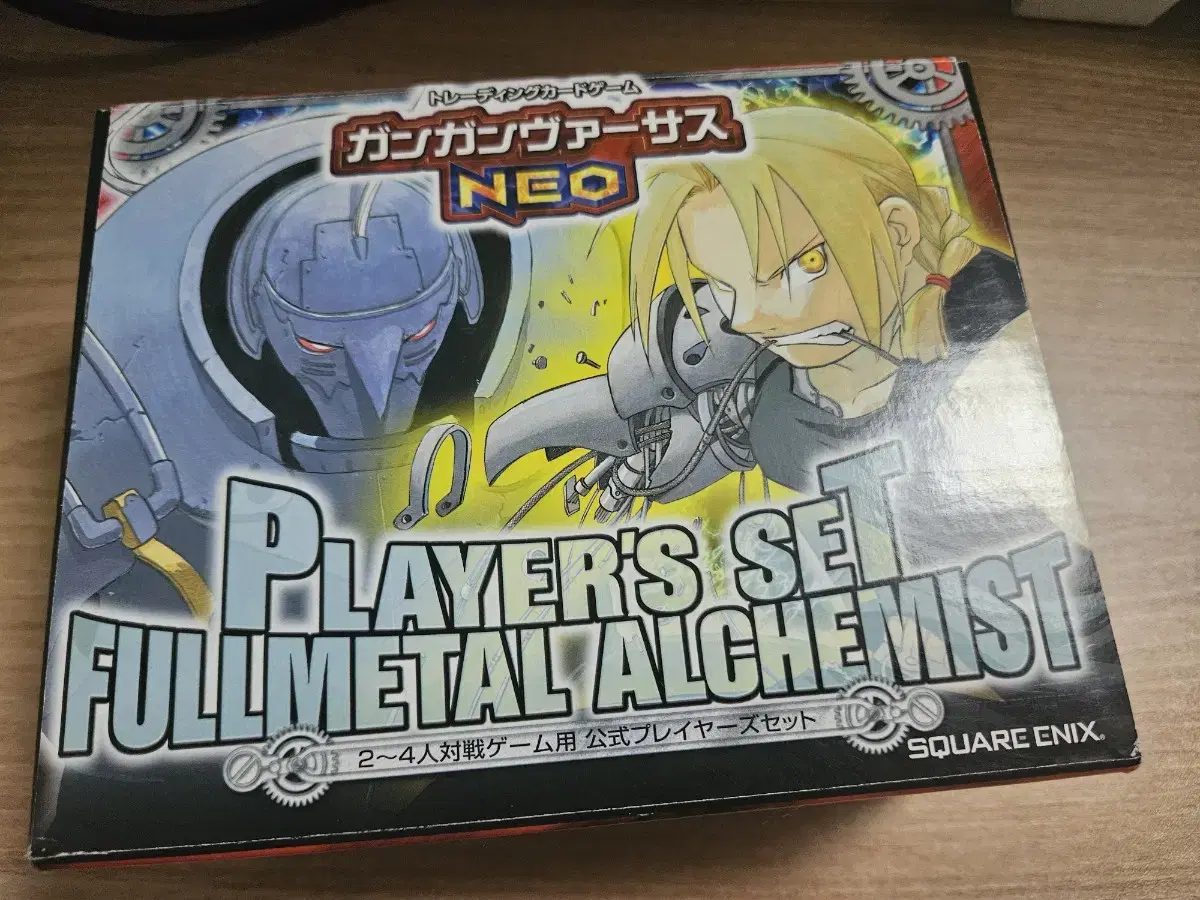 トレーディングカードゲーム
ガンガンヴァーサス
NEO
PLAYER'S SET
FULLMETAL ALCHEMIST
2〜4人対戦ゲーム用 公式プレイヤーズセット
SQUARE ENIX®